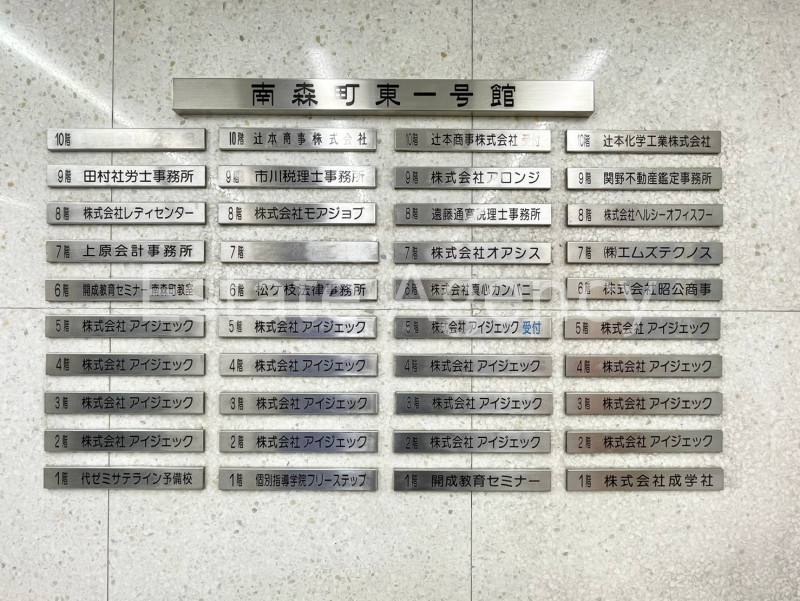 南森町東一号館
10階
10階 辻本商事株式会社
10階 辻本商事株式会社 受付
10階 辻本化学工業株式会社
9階 田村社労士事務所
9階 市川税理士事務所
9階 株式会社アロンジ
9階 関野不動産鑑定事務所
8階 株式会社レディセンター
8階 株式会社モアジョブ
8階 遠藤通寛税理士事務所
8階 株式会社ヘルシーオフィスフー
7階 上原会計事務所
7階
7階 株式会社オアシス
7階 ㈱エムズテクノス
6階 開成教育セミナー南森町教室
6階 松ケ枝法律事務所
6階 株式会社真心カンパニー
6階 株式会社昭公商事
5階 株式会社 アイジェック
5階 株式会社 アイジェック
5階 株式会社 アイジェック 受付
5階 株式会社 アイジェック
4階 株式会社 アイジェック
4階 株式会社 アイジェック
4階 株式会社 アイジェック
4階 株式会社 アイジェック
3階 株式会社 アイジェック
3階 株式会社 アイジェック
3階 株式会社 アイジェック
3階 株式会社 アイジェック
2階 株式会社 アイジェック
2階 株式会社 アイジェック
2階 株式会社 アイジェック
2階 株式会社 アイジェック
1階 代ゼミサテライン予備校
1階 個別指導学院フリーステップ
1階 開成教育セミナー
1階 株式会社成学社